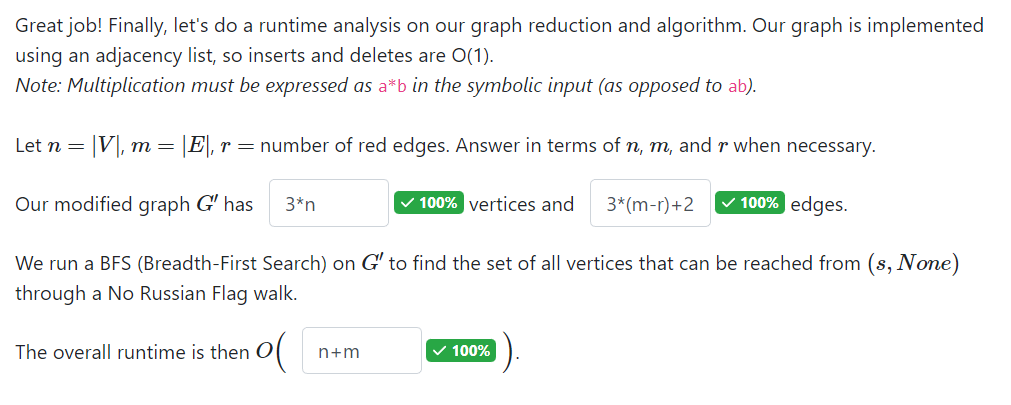 Great job! Finally, let's do a runtime analysis on our graph reduction and algorithm. Our graph is implemented
using an adjacency list, so inserts and deletes are O(1).
Note: Multiplication must be expressed as a*b in the symbolic input (as opposed to ab).
Let n = |V|, m = |E|, r = number of red edges. Answer in terms of n, m, and r when necessary.
Our modified graph G′ has 3*n ✓ 100% vertices and 3*(m-r)+2 ✓ 100% edges.
We run a BFS (Breadth-First Search) on G′ to find the set of all vertices that can be reached from (s, None)
through a No Russian Flag walk.
The overall runtime is then O( n+m ✓ 100% ).